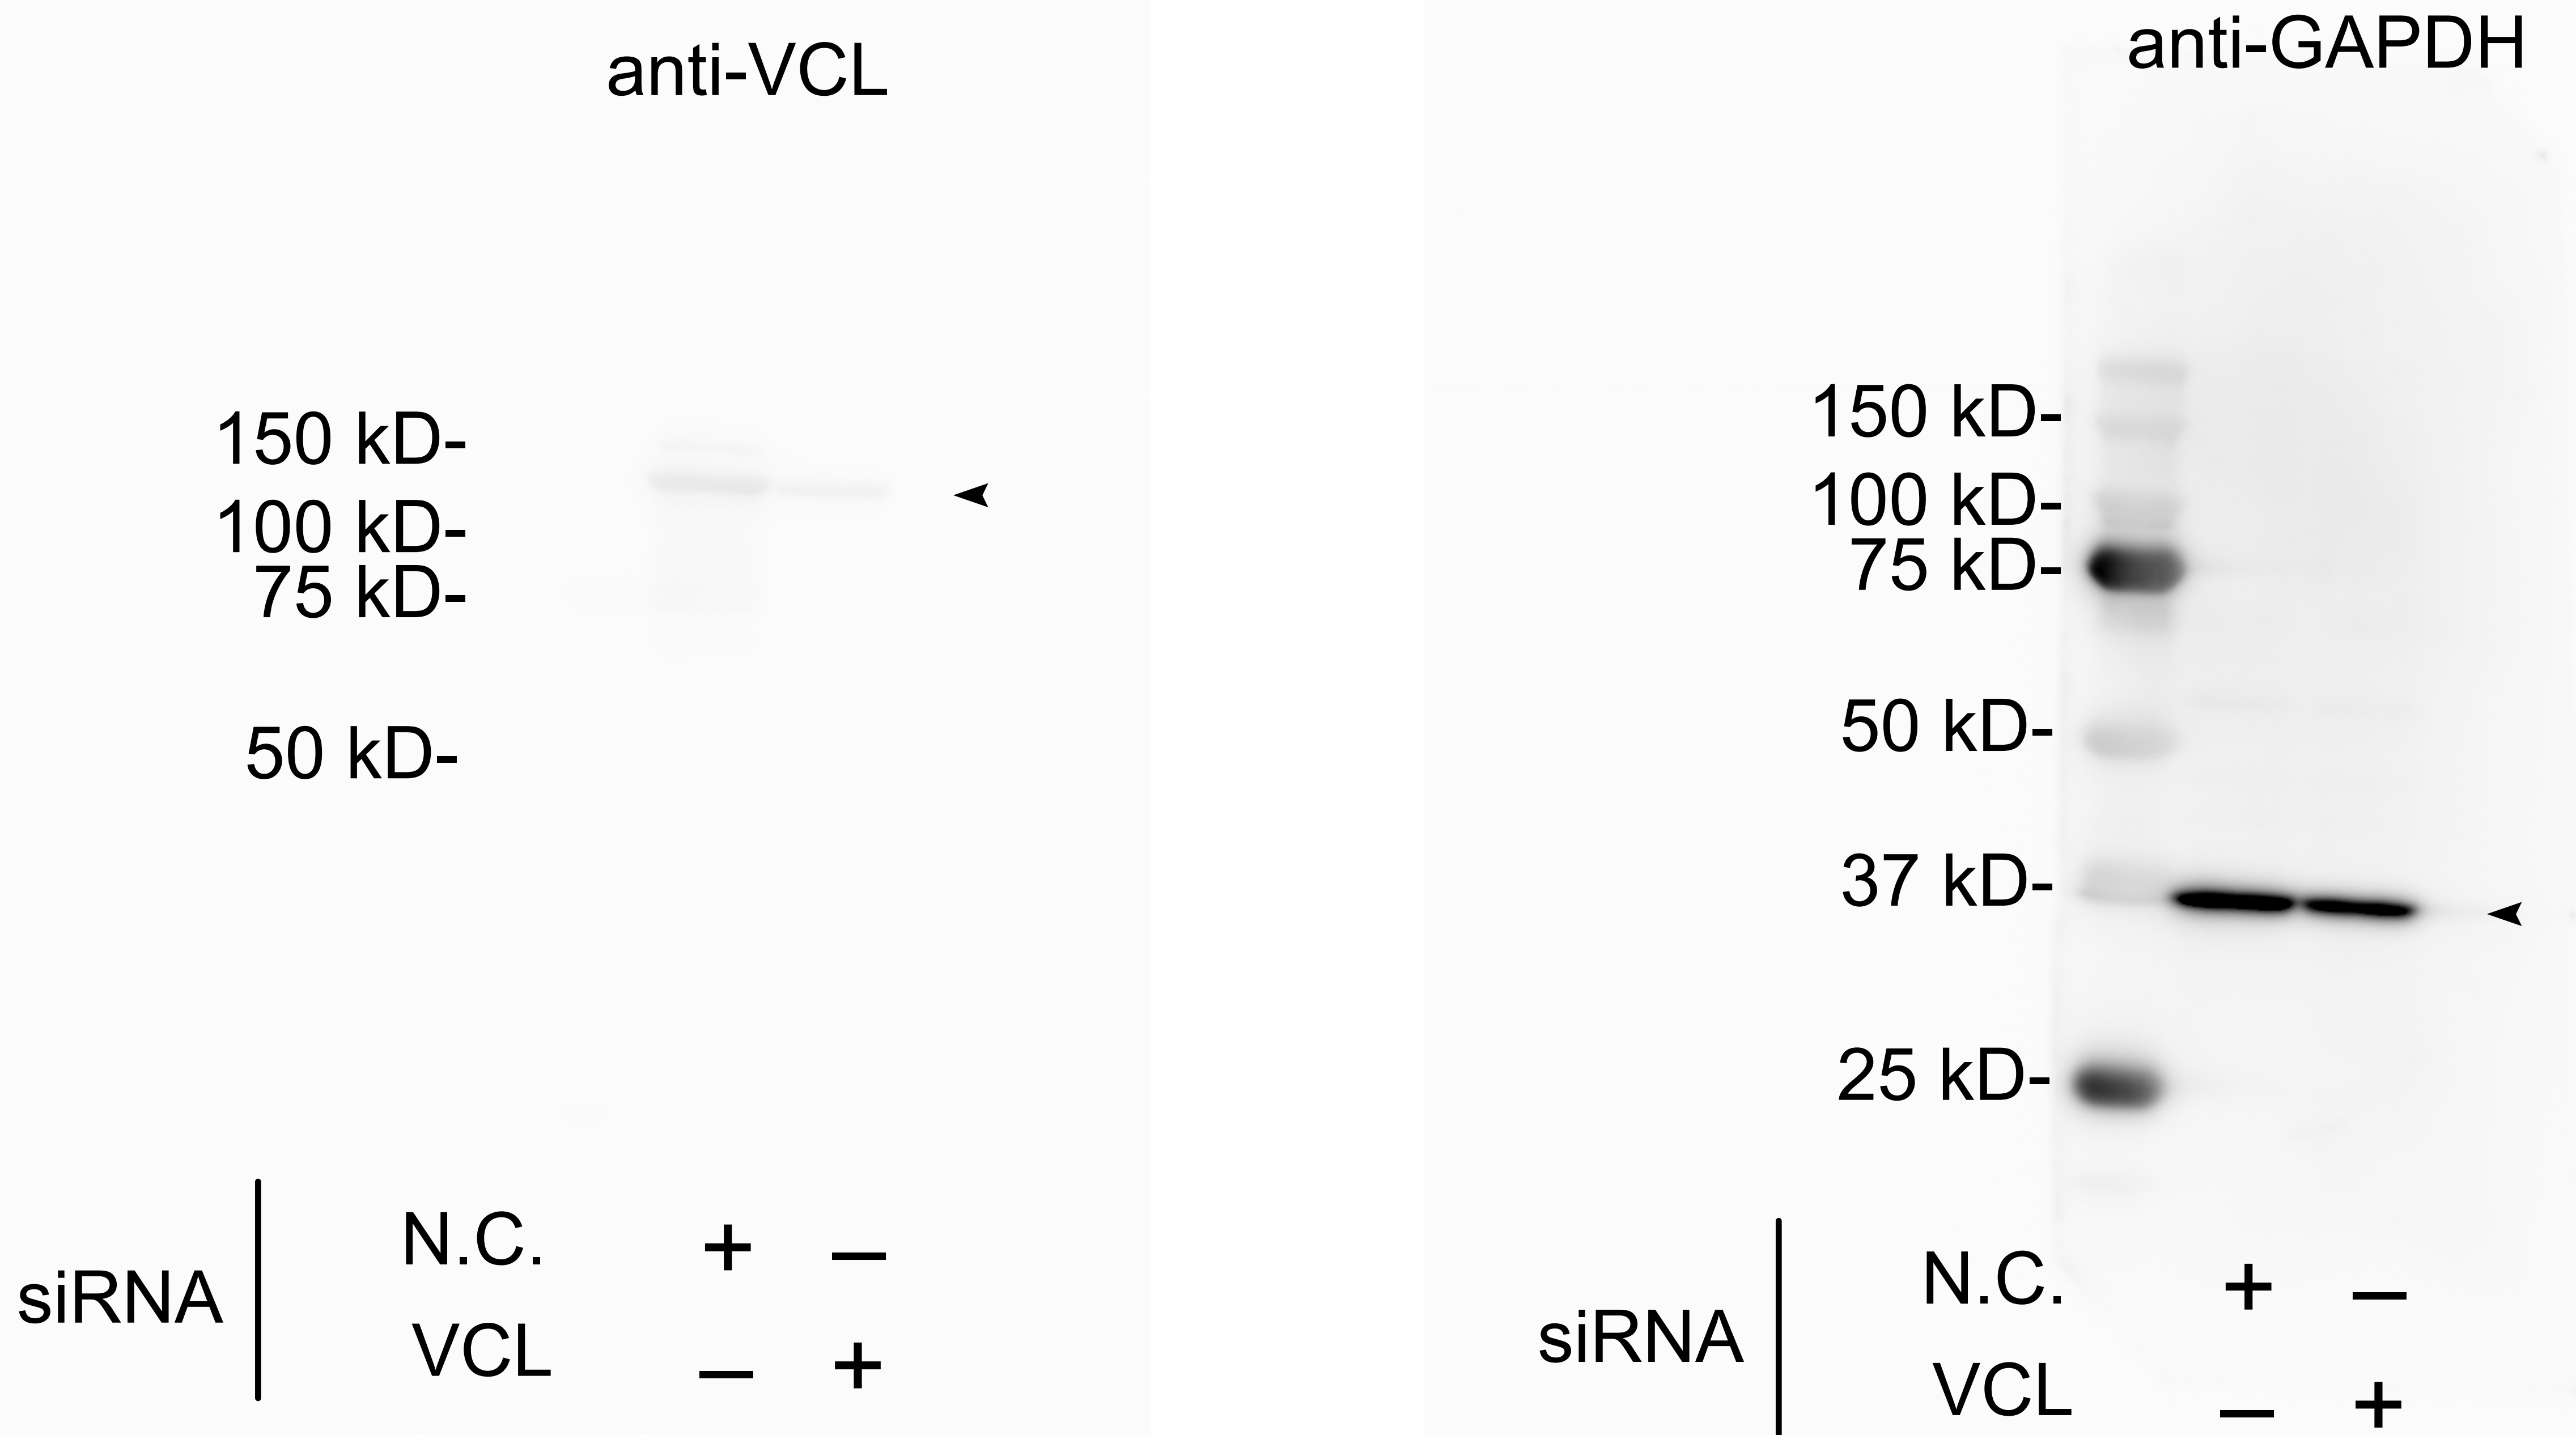 anti-VCL
150 kD-
100 kD-
75 kD-
50 kD-
N.C. + –
siRNA
VCL – +
anti-GAPDH
150 kD-
100 kD-
75 kD-
50 kD-
37 kD-
25 kD-
N.C. + –
siRNA
VCL – +